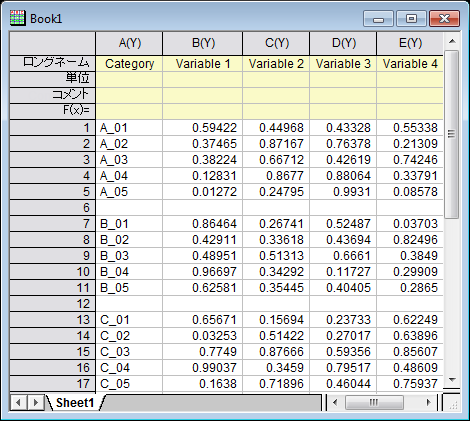 Book1
A(Y) B(Y) C(Y) D(Y) E(Y)
ロングネーム Category Variable 1 Variable 2 Variable 3 Variable 4
単位
コメント
F(x)=
1 A_01 0.59422 0.44968 0.43328 0.55338
2 A_02 0.37465 0.87167 0.76378 0.21309
3 A_03 0.38224 0.66712 0.42619 0.74246
4 A_04 0.12831 0.8677 0.88064 0.33791
5 A_05 0.01272 0.24795 0.9931 0.08578
6
7 B_01 0.86464 0.26741 0.52487 0.03703
8 B_02 0.42911 0.33618 0.43694 0.82496
9 B_03 0.48951 0.51313 0.6661 0.3849
10 B_04 0.96697 0.34292 0.11727 0.29909
11 B_05 0.62581 0.35445 0.40405 0.2865
12
13 C_01 0.65671 0.15694 0.23733 0.62249
14 C_02 0.03253 0.51422 0.27017 0.63896
15 C_03 0.7749 0.87666 0.59356 0.85607
16 C_04 0.99037 0.3459 0.79517 0.48609
17 C_05 0.1638 0.71896 0.46044 0.75937
Sheet1